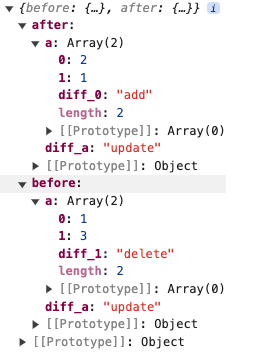 {before: {…}, after: {…}} i
after:
a: Array(2)
0: 2
1: 1
diff_0: "add"
length: 2
[[Prototype]]: Array(0)
diff_a: "update"
[[Prototype]]: Object
before:
a: Array(2)
0: 1
1: 3
diff_1: "delete"
length: 2
[[Prototype]]: Array(0)
diff_a: "update"
[[Prototype]]: Object
[[Prototype]]: Object